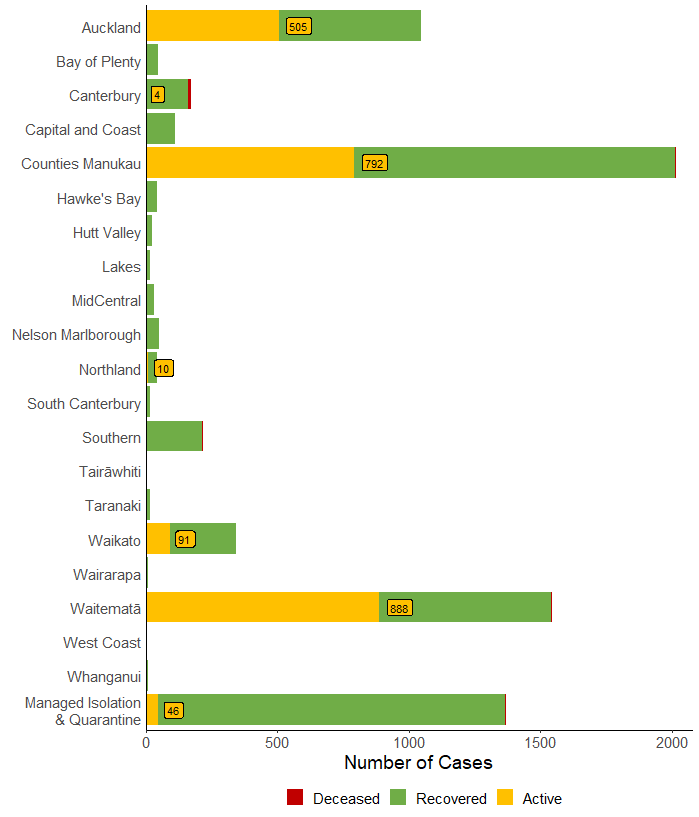 Auckland
505
Bay of Plenty
Canterbury
4
Capital and Coast
Counties Manukau
792
Hawke's Bay
Hutt Valley
Lakes
MidCentral
Nelson Marlborough
Northland
10
South Canterbury
Southern
Tairāwhiti
Taranaki
Waikato
91
Wairarapa
Waitematā
888
West Coast
Whanganui
Managed Isolation
& Quarantine
46
0 500 1000 1500 2000
Number of Cases
Deceased Recovered Active